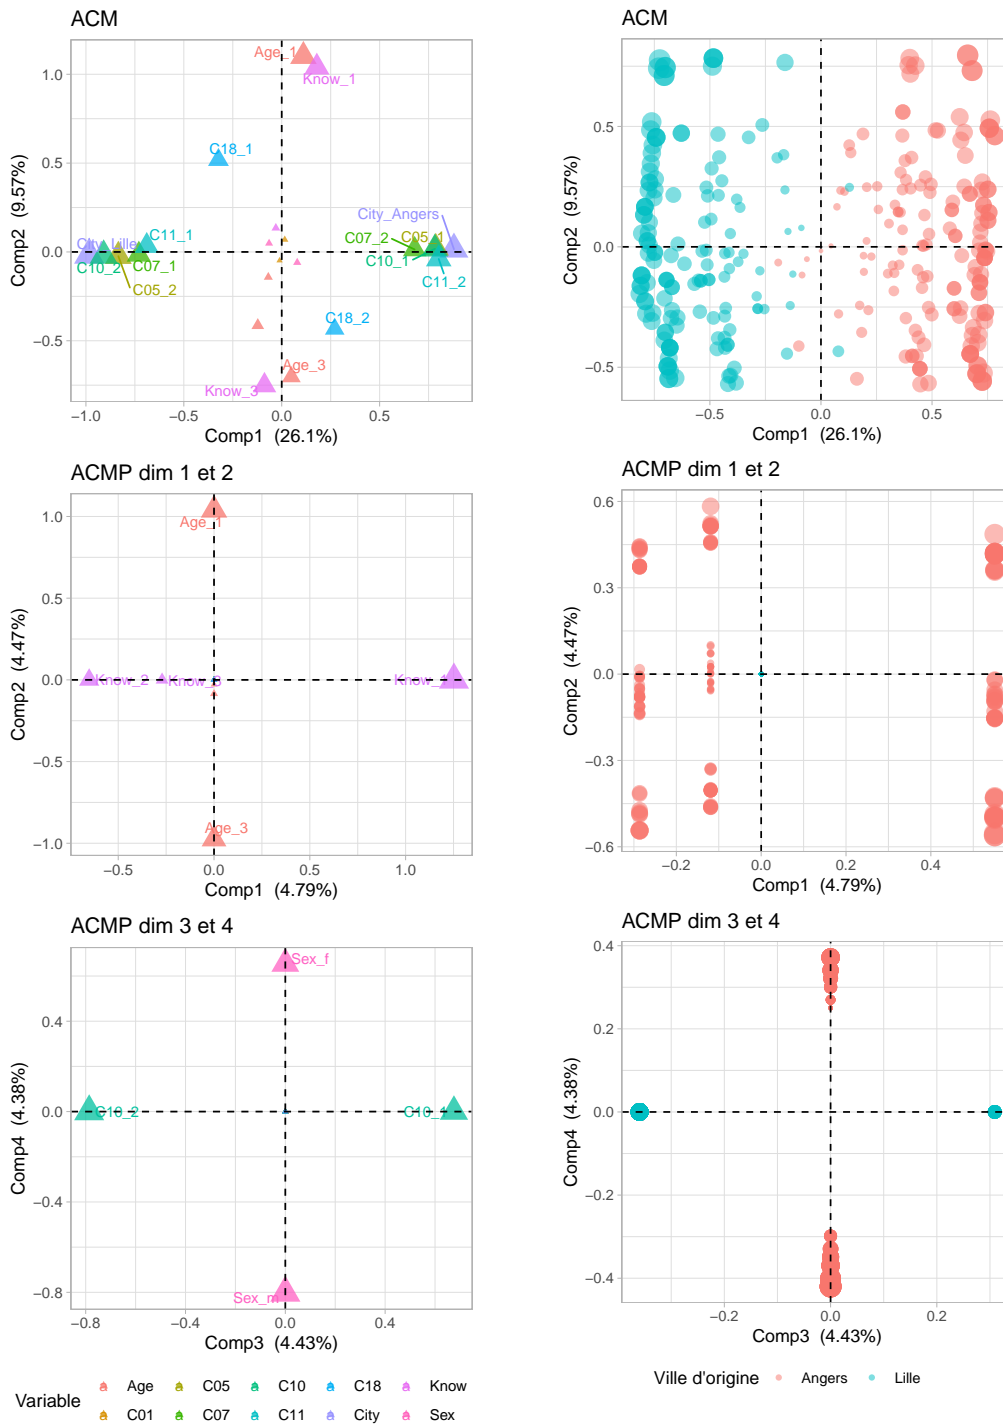 ACM
Age_1
Know_1
C18_1
City_Angers
City_Lille
C11_1
C07_2
C05_1
C10_2
C07_1
C10_1
C05_2
C11_2
C18_2
Age_3
Know_3
1.0
0.5
0.0
−0.5
−1.0
−0.5
0.0
0.5
Comp1 (26.1%)
Comp2 (9.57%)
ACM
0.5
0.0
−0.5
−0.5
0.0
0.5
Comp1 (26.1%)
Comp2 (9.57%)
ACMP dim 1 et 2
Age_1
Know_2
Know_3
Know_1
Age_3
1.0
0.5
0.0
−0.5
−1.0
−0.5
0.0
0.5
1.0
Comp1 (4.79%)
Comp2 (4.47%)
ACMP dim 1 et 2
0.6
0.3
0.0
−0.3
−0.6
−0.2
0.0
0.2
0.4
Comp1 (4.79%)
Comp2 (4.47%)
ACMP dim 3 et 4
Sex_f
C10_2
C10_1
Sex_m
0.4
0.0
−0.4
−0.8
−0.8
−0.4
0.0
0.4
Comp3 (4.43%)
Comp4 (4.38%)
ACMP dim 3 et 4
0.4
0.2
0.0
−0.2
−0.4
−0.2
0.0
0.2
Comp3 (4.43%)
Comp4 (4.38%)
Variable
Age C05 C10 C18 Know
C01 C07 C11 City Sex
Ville d'origine Angers Lille